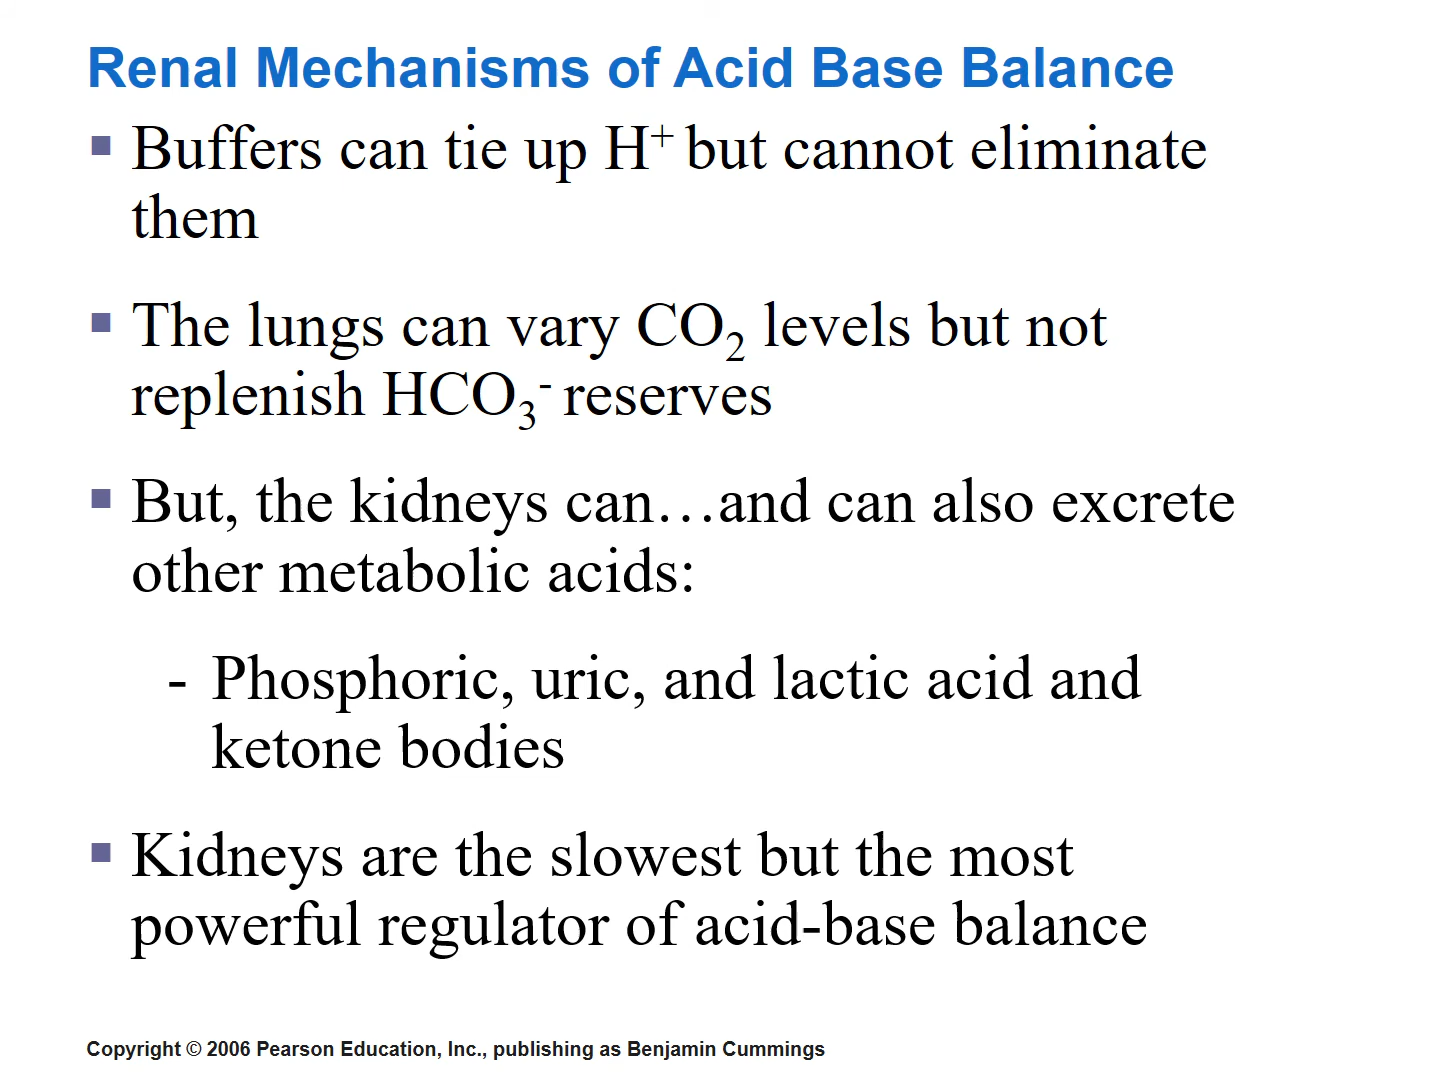 Renal Mechanisms of Acid Base Balance
▪ Buffers can tie up H⁺ but cannot eliminate
them
▪ The lungs can vary CO₂ levels but not
replenish HCO₃⁻ reserves
▪ But, the kidneys can…and can also excrete
other metabolic acids:
- Phosphoric, uric, and lactic acid and
ketone bodies
▪ Kidneys are the slowest but the most
powerful regulator of acid-base balance
Copyright © 2006 Pearson Education, Inc., publishing as Benjamin Cummings